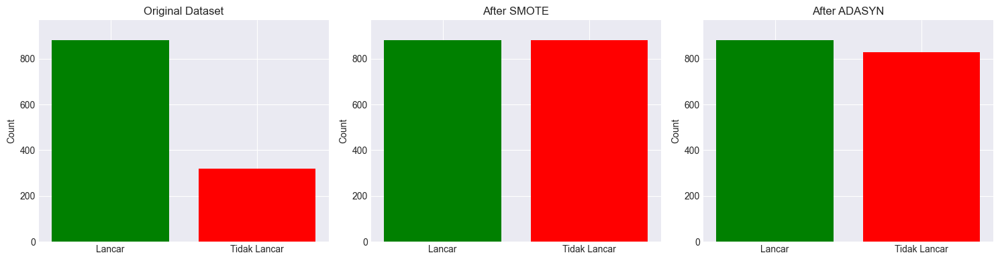 Original Dataset
Count
800
600
400
200
0
Lancar
Tidak Lancar
After SMOTE
Count
800
600
400
200
0
Lancar
Tidak Lancar
After ADASYN
Count
800
600
400
200
0
Lancar
Tidak Lancar